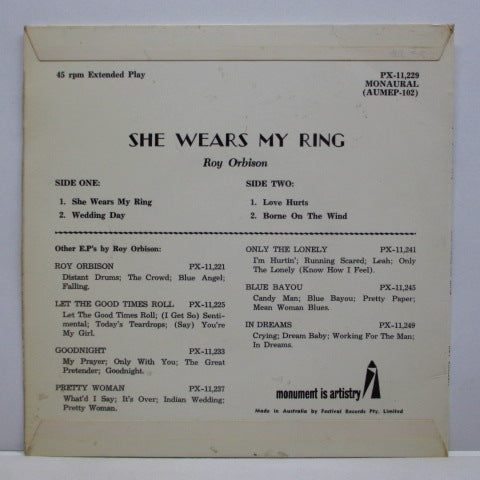 45 rpm Extended Play
PX-11,229
MONAURAL
(AUMEP-102)
SHE WEARS MY RING
Roy Orbison
SIDE ONE:
1. She Wears My Ring
2. Wedding Day
SIDE TWO:
1. Love Hurts
2. Borne On The Wind
Other E.P's by Roy Orbison:
ROY ORBISON PX-11,221
Distant Drums; The Crowd; Blue Angel;
Falling.
LET THE GOOD TIMES ROLL PX-11,225
Let The Good Times Roll; (I Get So) Senti-
mental; Today's Teardrops; (Say) You're
My Girl.
GOODNIGHT PX-11,233
My Prayer; Only With You; The Great
Pretender; Goodnight.
PRETTY WOMAN PX-11,237
What'd I Say; It's Over; Indian Wedding;
Pretty Woman.
ONLY THE LONELY PX-11,241
I'm Hurtin'; Running Scared; Leah; Only
The Lonely (Know How I Feel).
BLUE BAYOU PX-11,245
Candy Man; Blue Bayou; Pretty Paper;
Mean Woman Blues.
IN DREAMS PX-11,249
Crying; Dream Baby; Working For The Man;
In Dreams.
monument is artistry
Made in Australia by Festival Records Pty. Limited